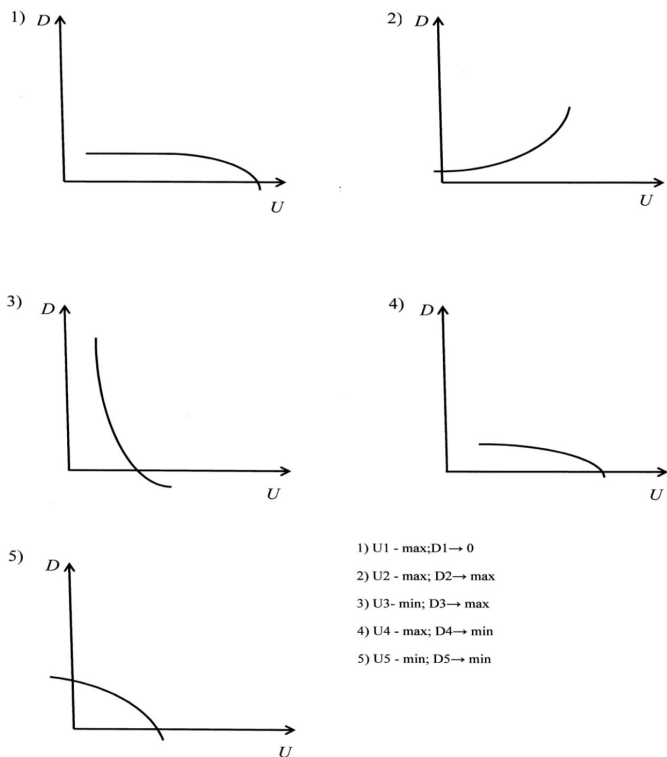 1) D
U
2) D
U
3) D
U
4) D
U
5) D
U
1) U1 - max;D1→ 0
2) U2 - max; D2→ max
3) U3- min; D3→ max
4) U4 - max; D4→ min
5) U5 - min; D5→ min